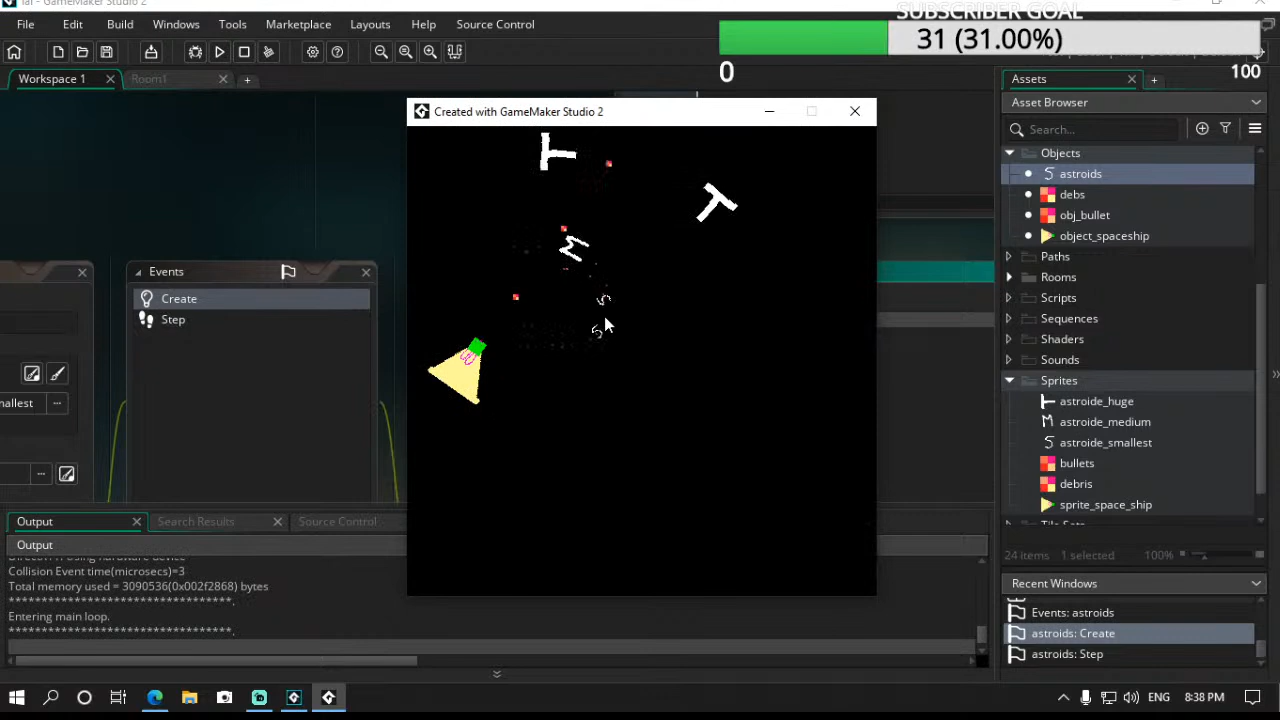 GameMaker Studio 2
SUBSCRIBER GOAL
File Edit Build Windows Tools Marketplace Layouts Help Source Control
31 (31.00%)
0 100
Workspace 1
Room1
Created with GameMaker Studio 2
Events
Create
Step
mallest
Output
Search Results
Source Control
Output
Collision Event time(microsecs)=3
Total memory used = 3090536(0x002f2868) bytes
***********************************.
Entering main loop.
***********************************.
T
T
M
S
S
Assets
Asset Browser
Search...
Objects
astroids
debs
obj_bullet
object_spaceship
Paths
Rooms
Scripts
Sequences
Shaders
Sounds
Sprites
astroide_huge
astroide_medium
astroide_smallest
bullets
debris
sprite_space_ship
24 items 1 selected 100%
Recent Windows
Events: astroids
astroids: Create
astroids: Step
ENG 8:38 PM